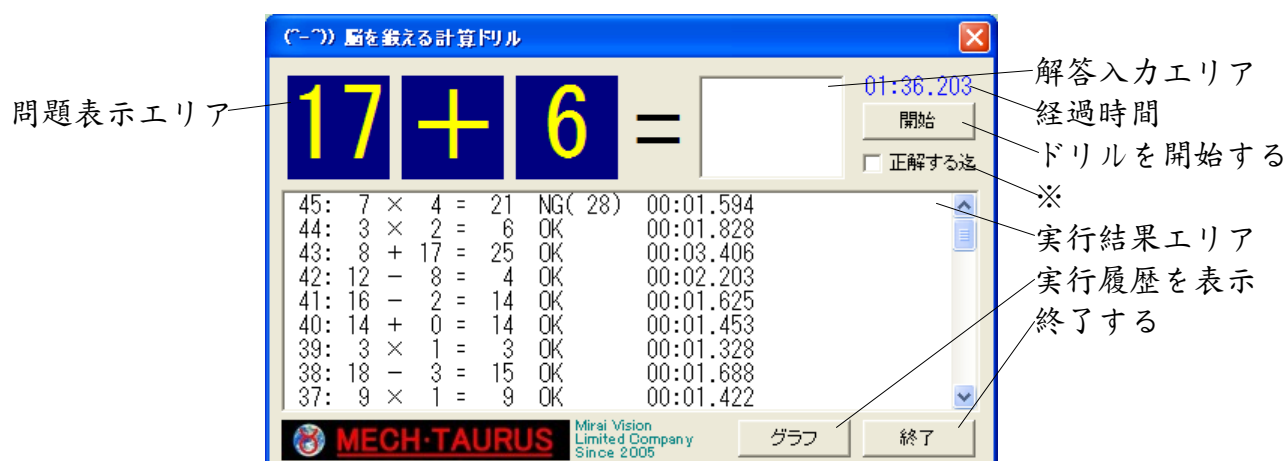 (^-^)) 脳を鍛える計算ドリル
問題表示エリア
17 + 6 =
01:36.203
開始
正解する迄
45: 7 × 4 = 21 NG( 28) 00:01.594
44: 3 × 2 = 6 OK 00:01.828
43: 8 + 17 = 25 OK 00:03.406
42: 12 − 8 = 4 OK 00:02.203
41: 16 − 2 = 14 OK 00:01.625
40: 14 + 0 = 14 OK 00:01.453
39: 3 × 1 = 3 OK 00:01.328
38: 18 − 3 = 15 OK 00:01.688
37: 9 × 1 = 9 OK 00:01.422
MECH·TAURUS
Mirai Vision
Limited Company
Since 2005
グラフ
終了
解答入力エリア
経過時間
ドリルを開始する
※
実行結果エリア
実行履歴を表示
終了する